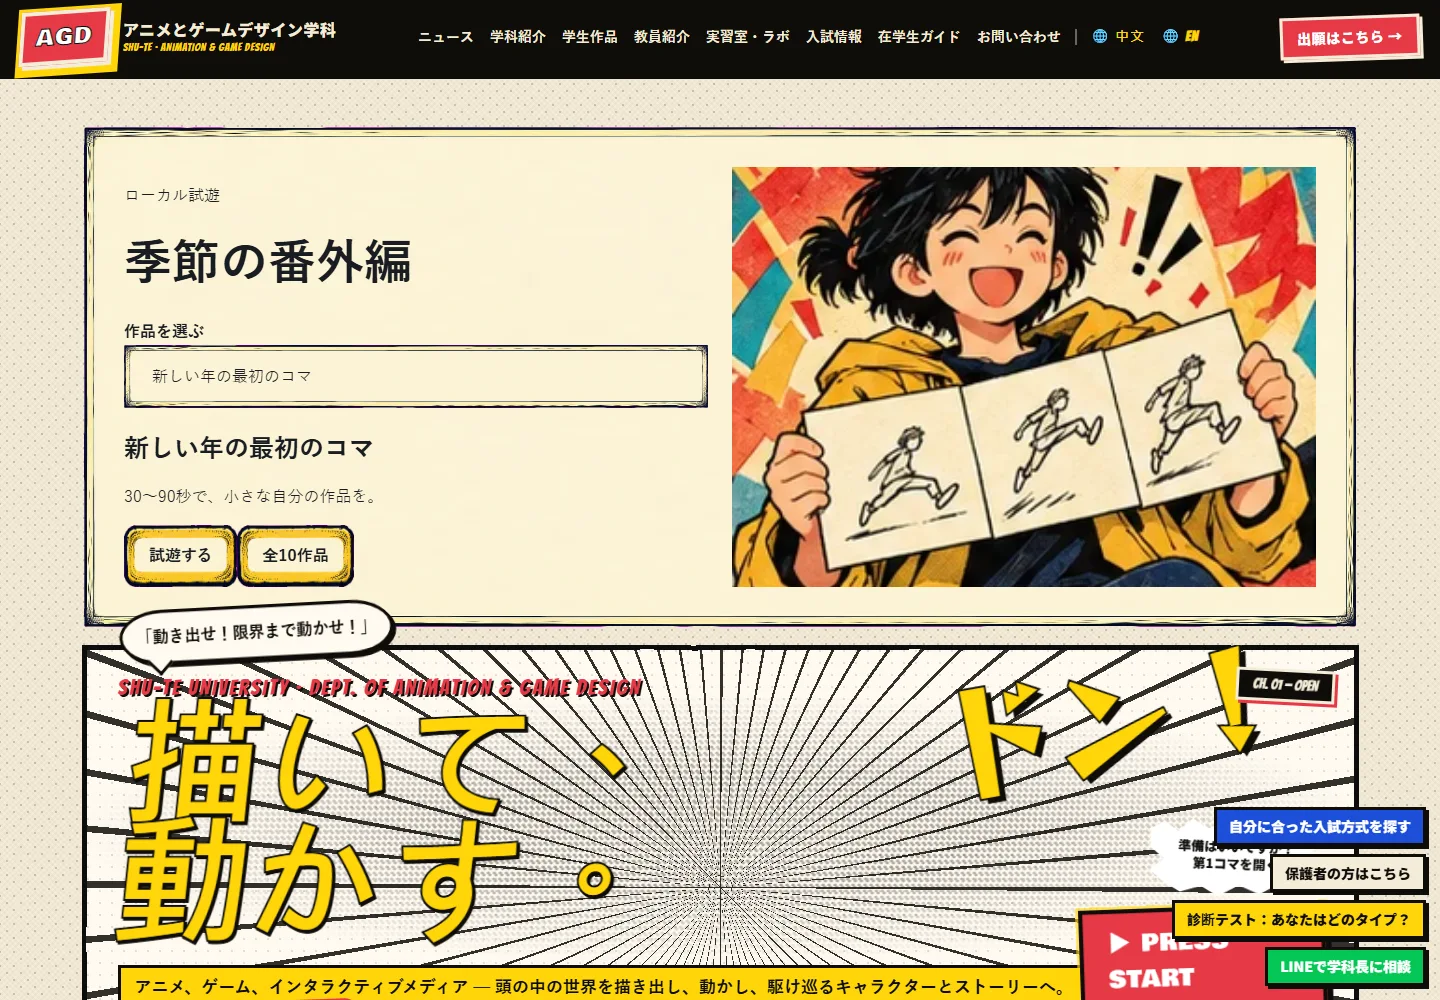 AGD
アニメとゲームデザイン学科
SHU-TE · ANIMATION & GAME DESIGN
ニュース 学科紹介 学生作品 教員紹介 実習室・ラボ 入試情報 在学生ガイド お問い合わせ | 中文 EN
出願はこちら →
ローカル試遊
季節の番外編
作品を選ぶ
新しい年の最初のコマ
新しい年の最初のコマ
30〜90秒で、小さな自分の作品を。
試遊する 全10作品
「動き出せ！限界まで動かせ！」
SHU-TE UNIVERSITY · DEPT. OF ANIMATION & GAME DESIGN
描いて、
動かす。
ドン
CH. 01 — OPEN
自分に合った入試方式を探す
準備は
第1コマを開
保護者の方はこちら
診断テスト：あなたはどのタイプ？
▶ PRESS
START
LINEで学科長に相談
アニメ、ゲーム、インタラクティブメディア — 頭の中の世界を描き出し、動かし、駆け巡るキャラクターとストーリーへ。